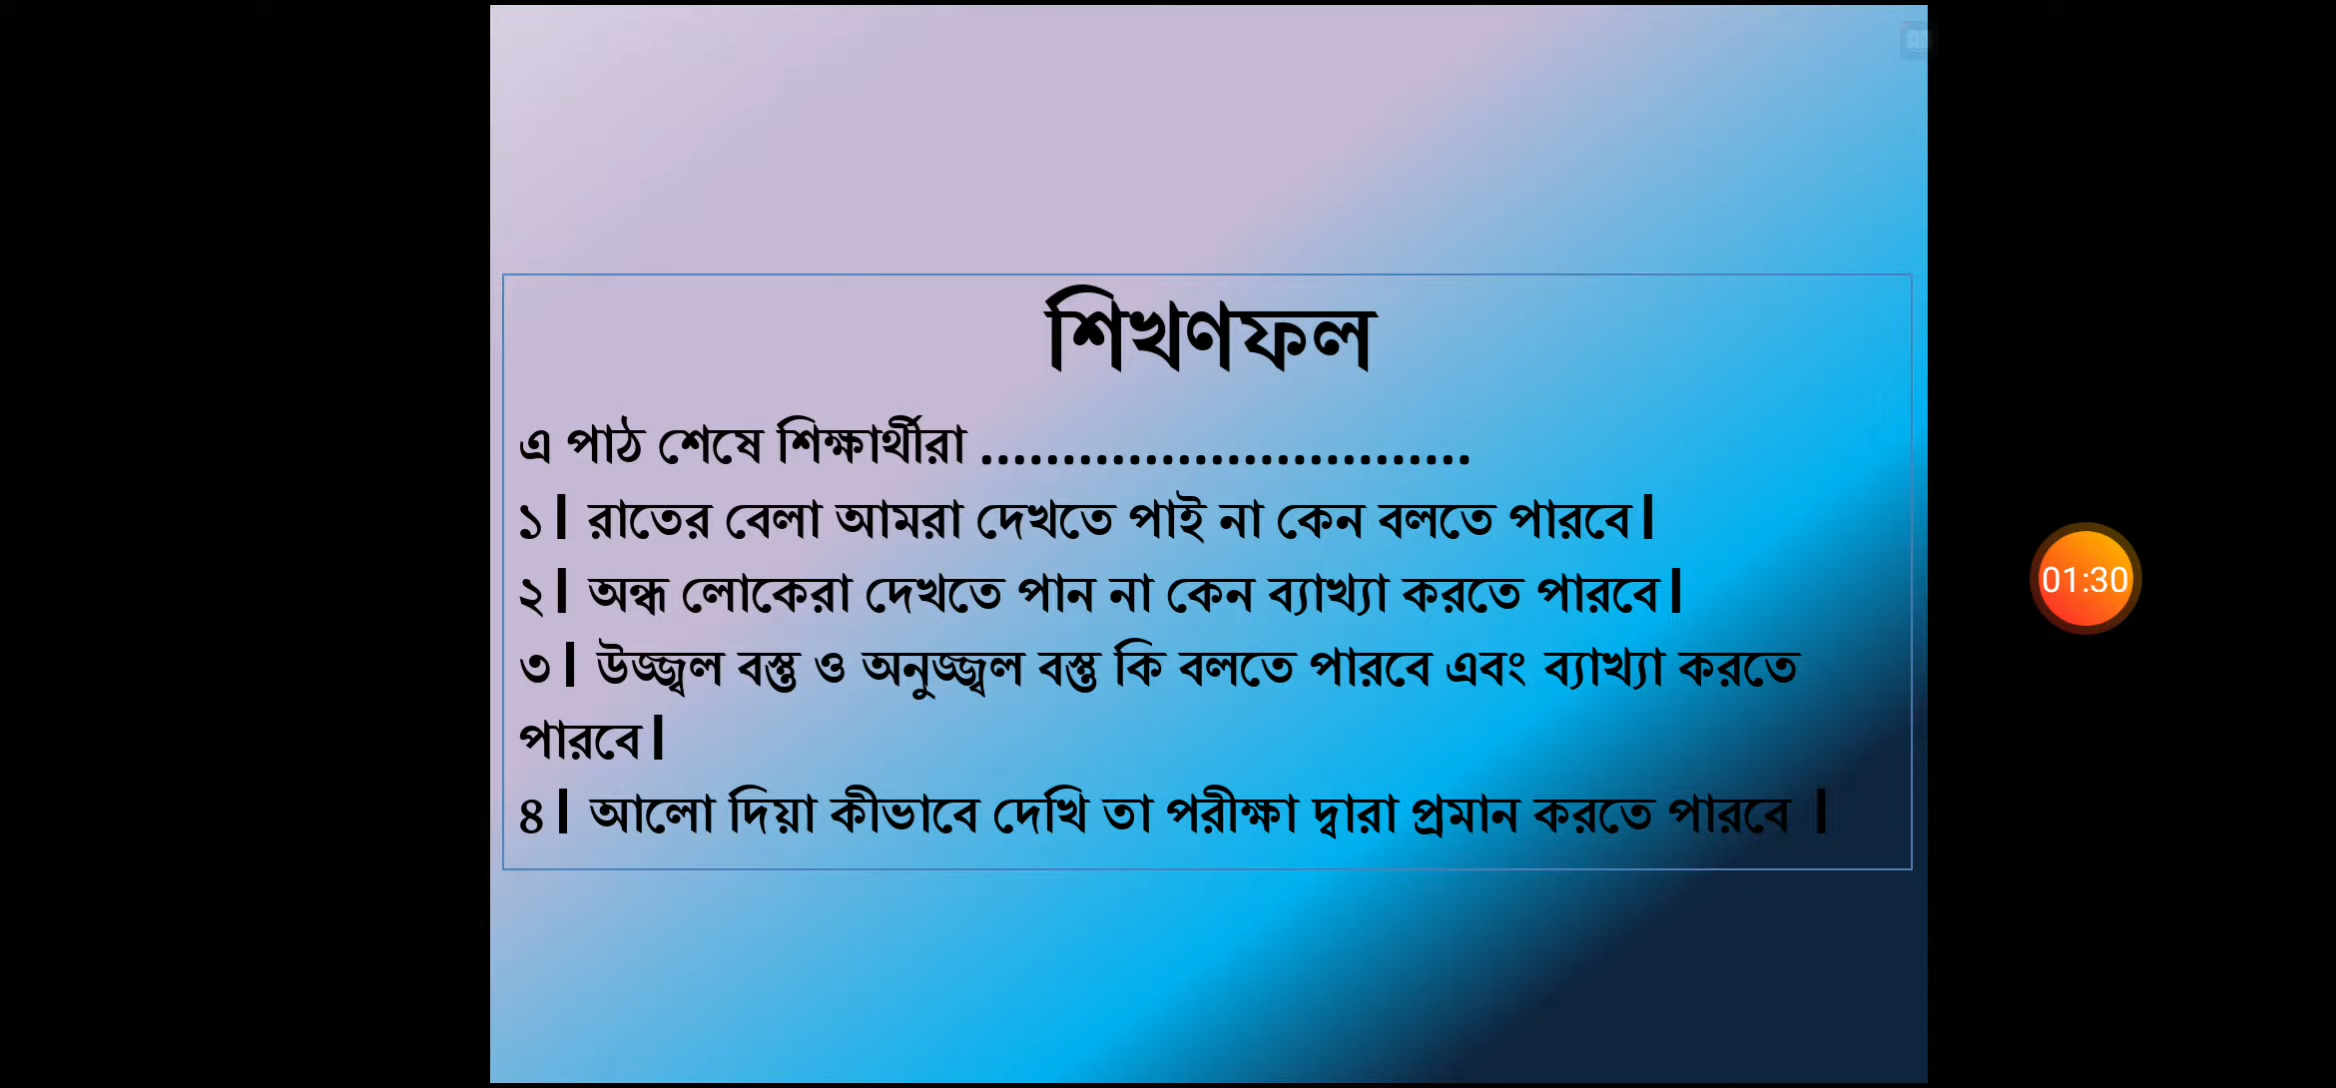 শিখণফল
এ পাঠ শেষে শিক্ষার্থীরা ..............................
১। রাতের বেলা আমরা দেখতে পাই না কেন বলতে পারবে।
২। অন্ধ লোকেরা দেখতে পান না কেন ব্যাখ্যা করতে পারবে।
৩। উজ্জ্বল বস্তু ও অনুজ্জ্বল বস্তু কি বলতে পারবে এবং ব্যাখ্যা করতে
পারবে।
৪। আলো দিয়া কীভাবে দেখি তা পরীক্ষা দ্বারা প্রমান করতে পারবে ।
01:30